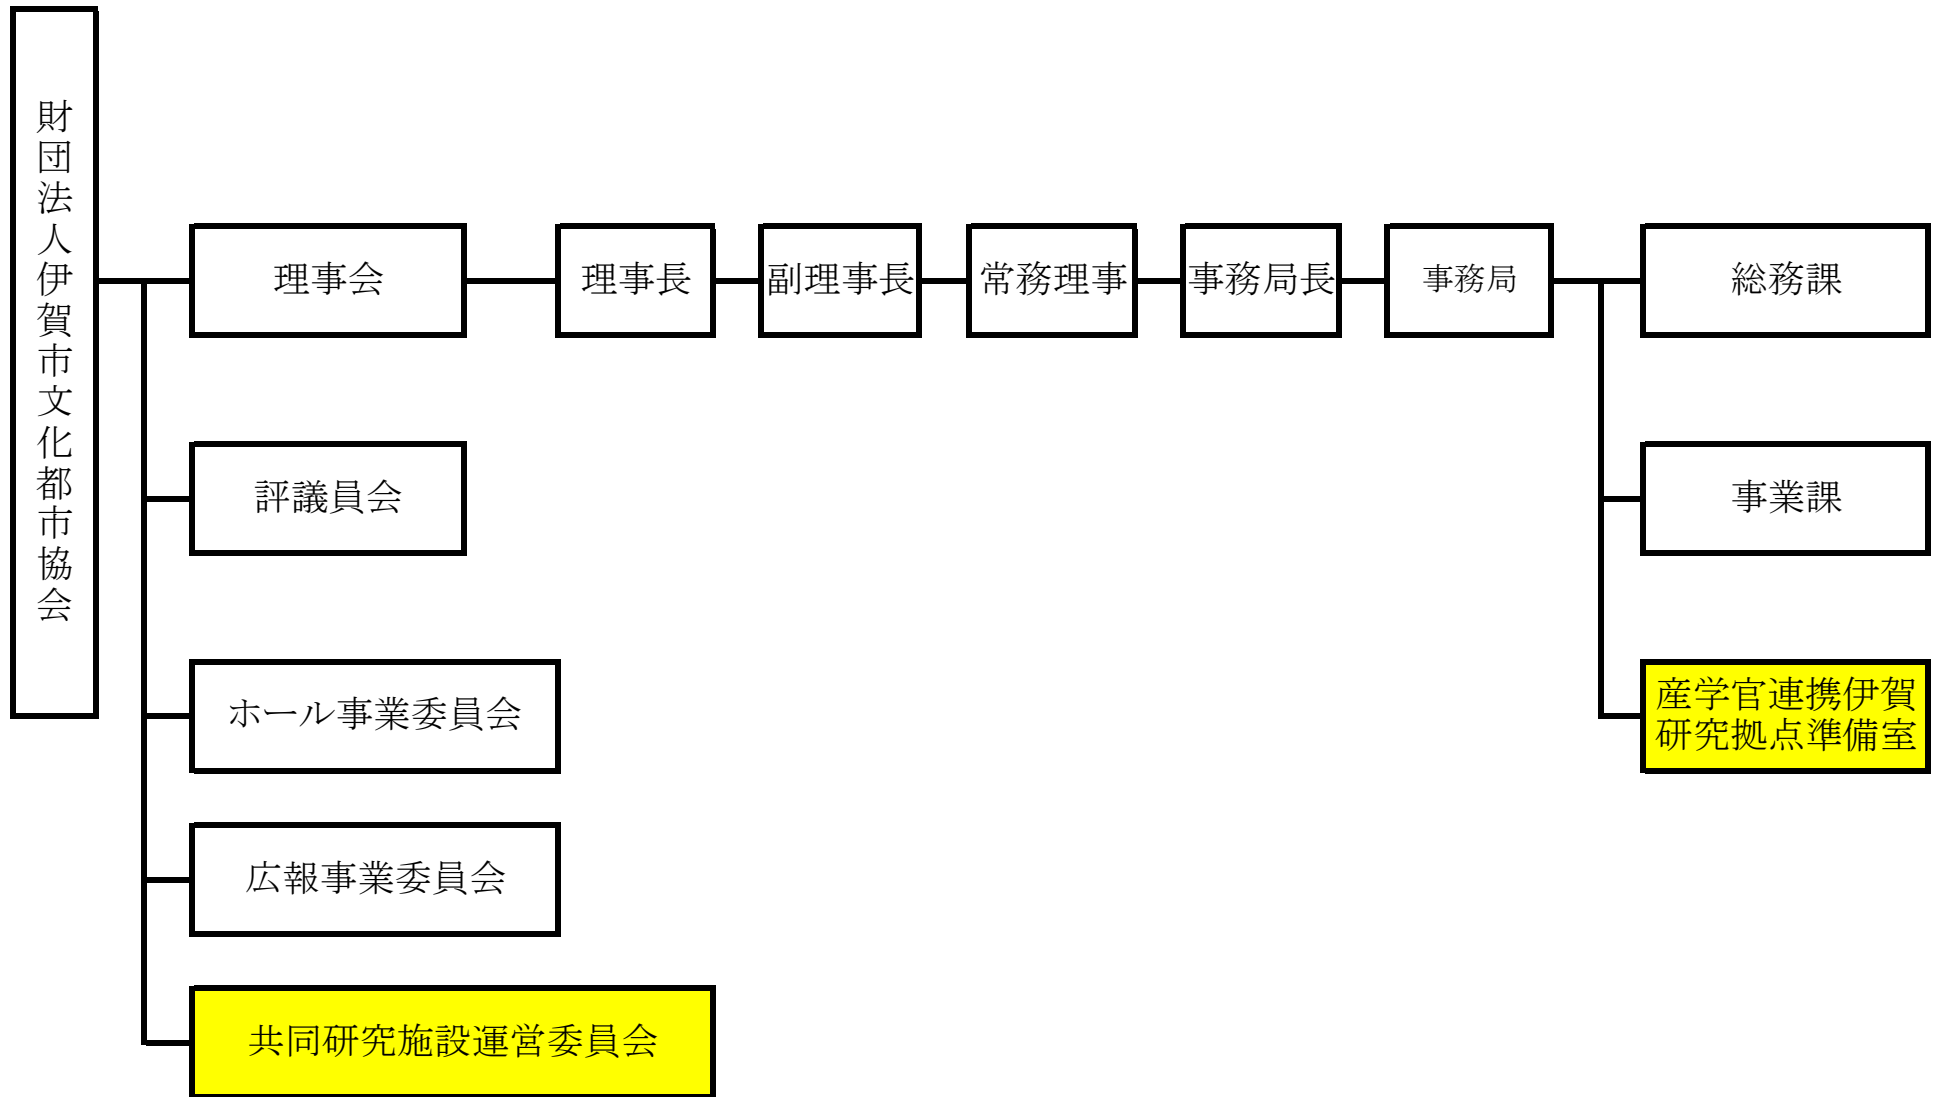 財団法人伊賀市文化都市協会
理事会
理事長
副理事長
常務理事
事務局長
事務局
総務課
評議員会
事業課
ホール事業委員会
産学官連携伊賀
研究拠点準備室
広報事業委員会
共同研究施設運営委員会